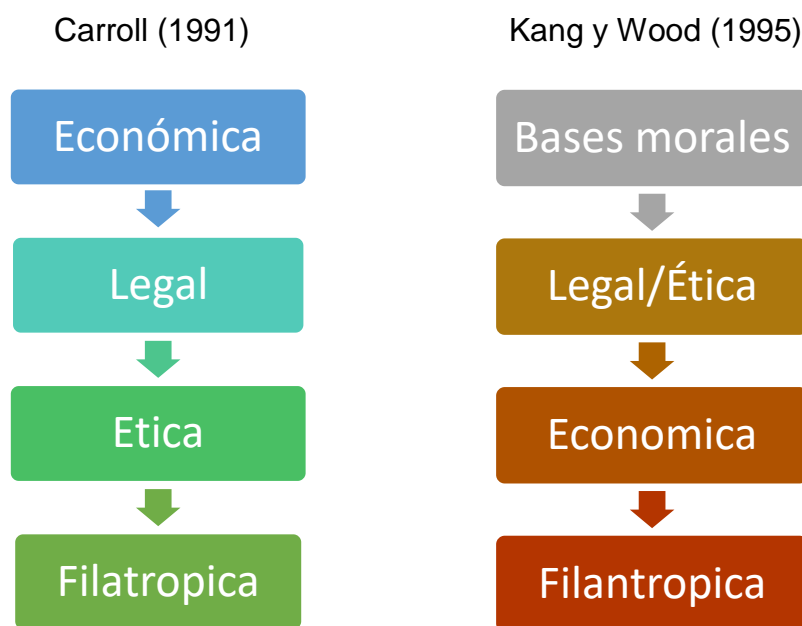 Carroll (1991)
Económica
Legal
Etica
Filatropica
Kang y Wood (1995)
Bases morales
Legal/Ética
Economica
Filantropica